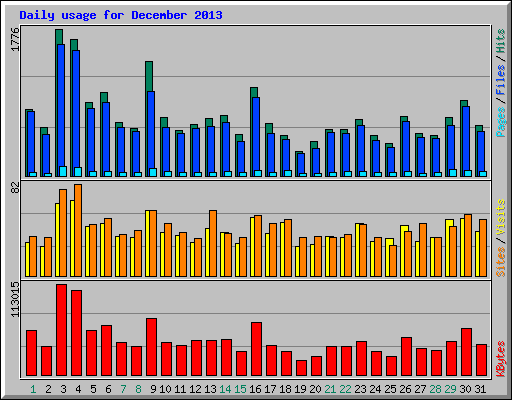 Daily usage for December 2013
1776
Pages / Files / Hits
82
Sites / Visits
113015
KBytes
1 2 3 4 5 6 7 8 9 10 11 12 13 14 15 16 17 18 19 20 21 22 23 24 25 26 27 28 29 30 31